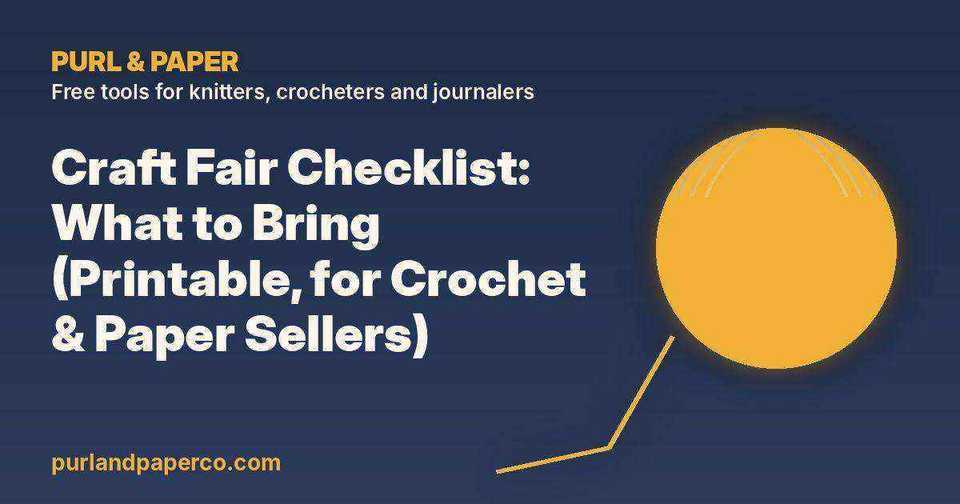 PURL & PAPER
Free tools for knitters, crocheters and journalers
Craft Fair Checklist:
What to Bring
(Printable, for Crochet
& Paper Sellers)
purlandpaperco.com